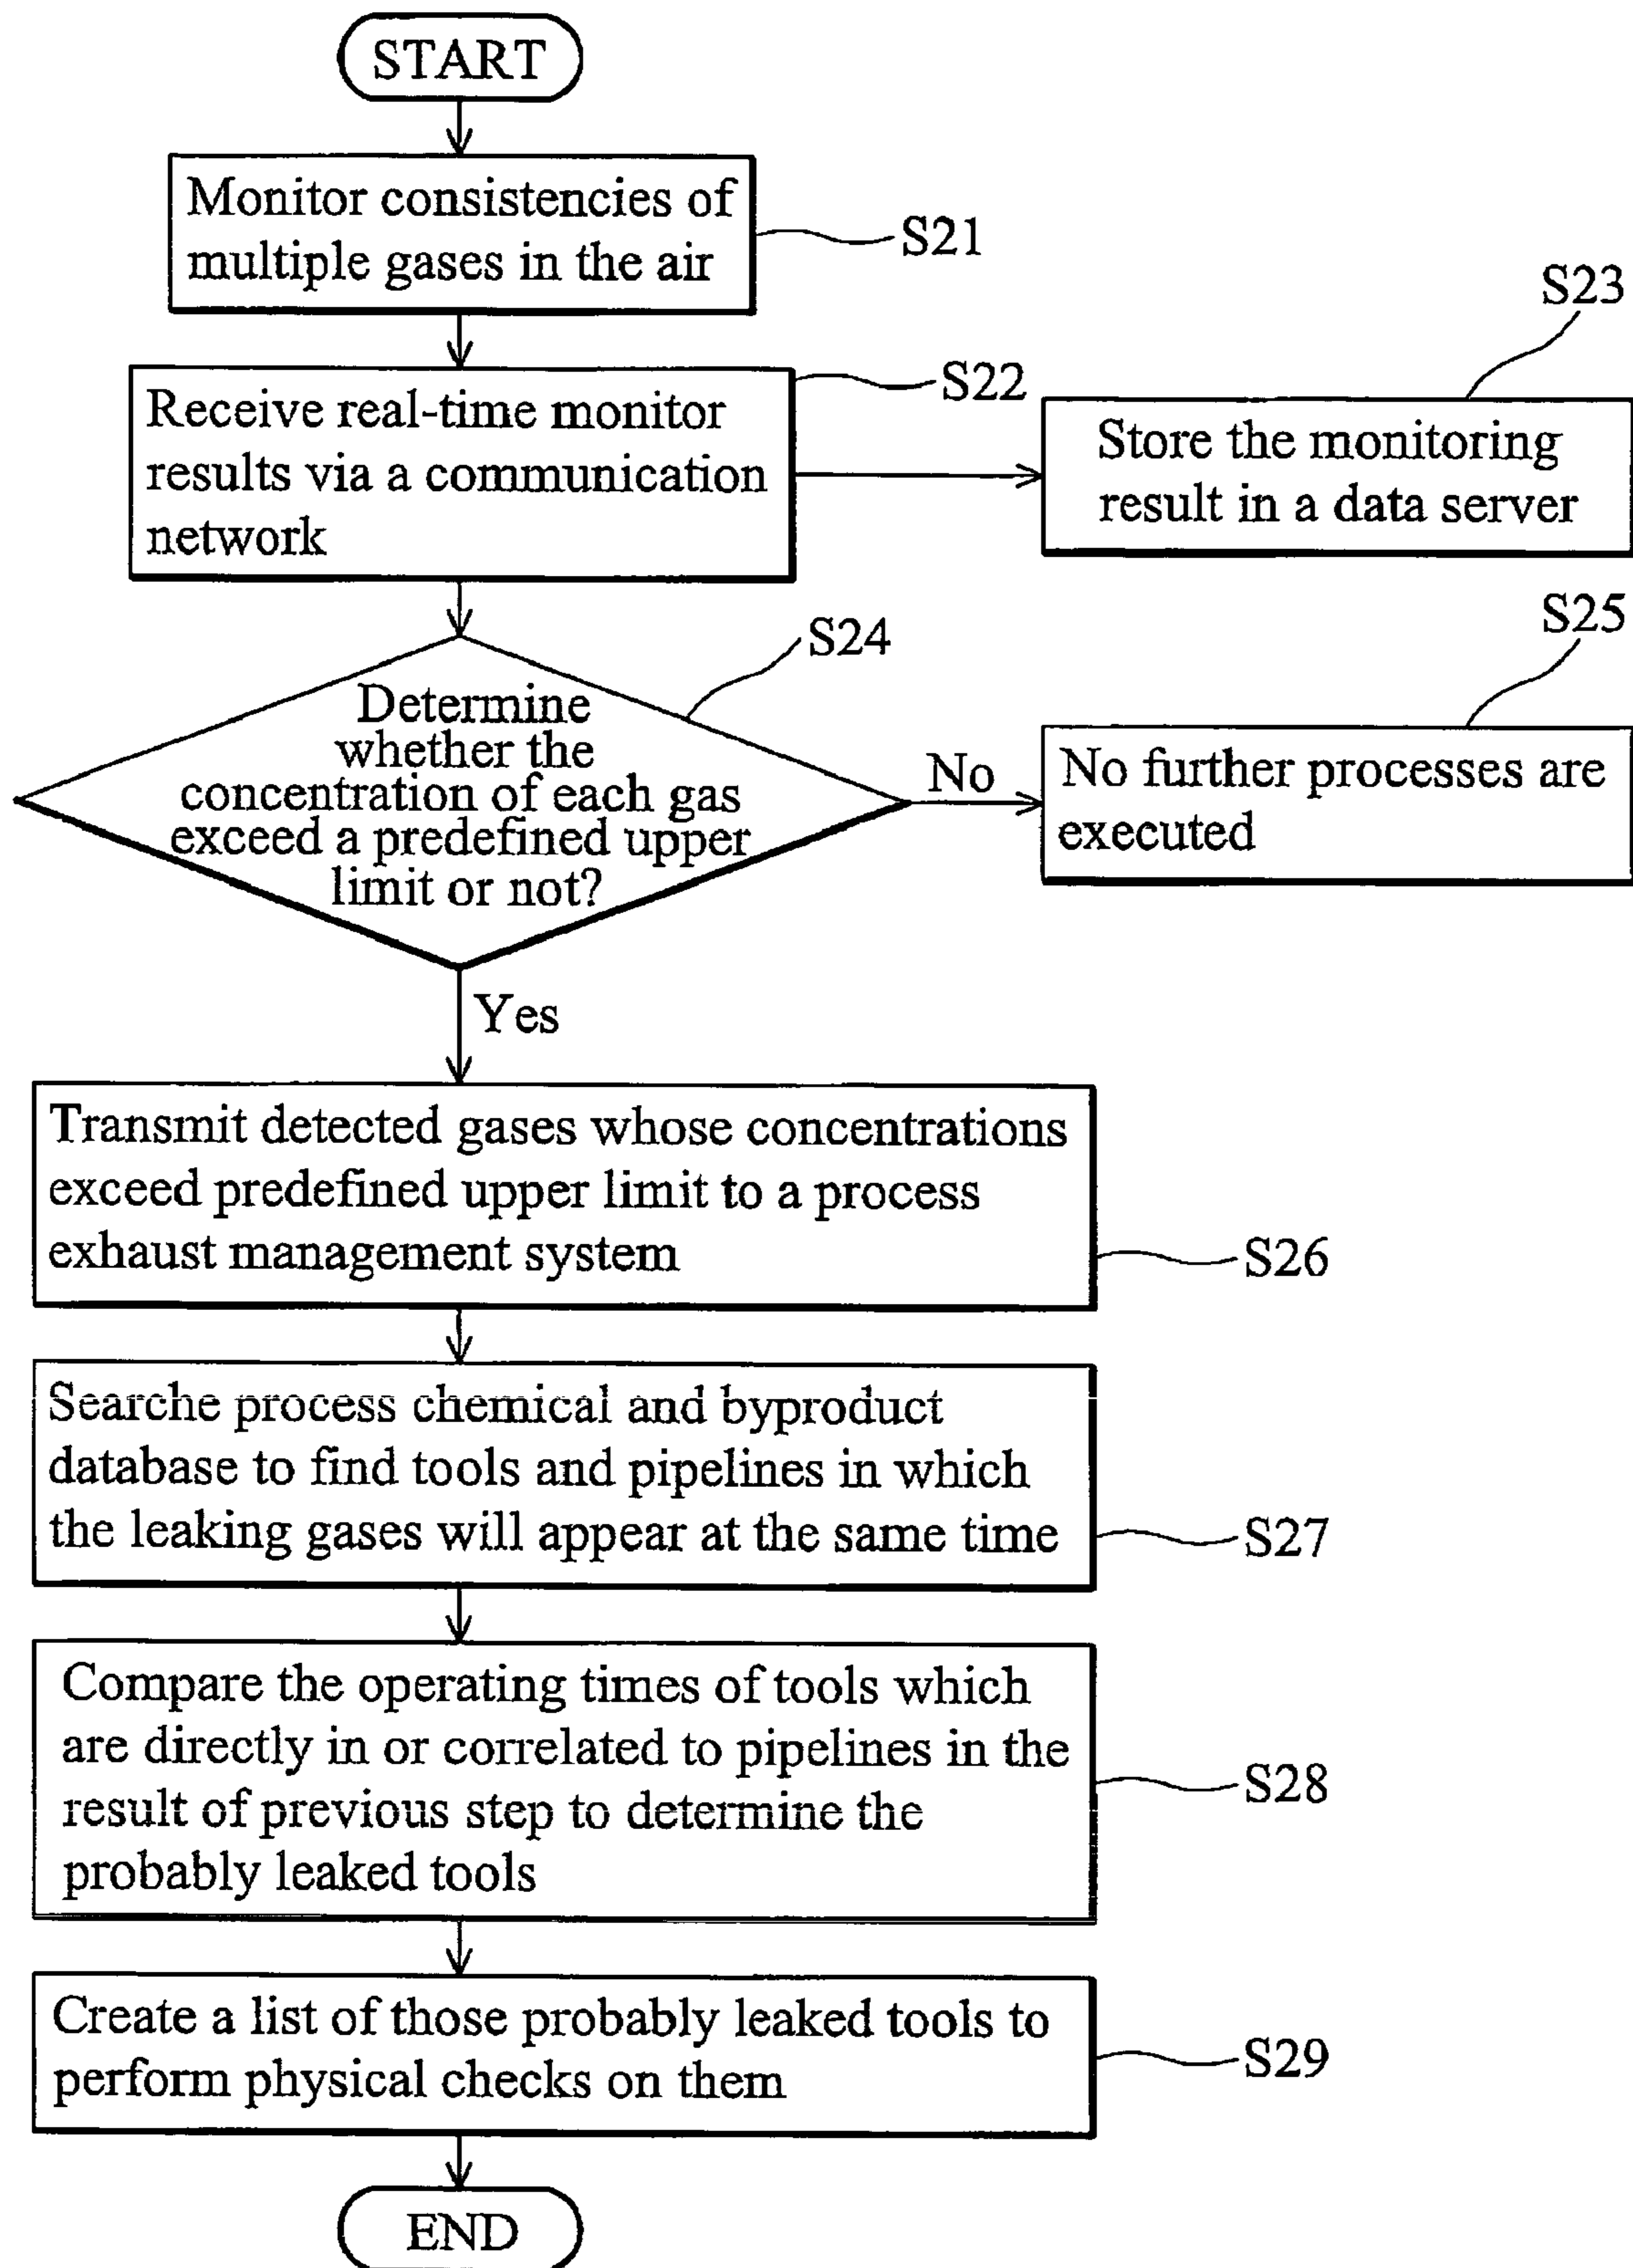 START
Monitor consistencies of
multiple gases in the air
S21
Receive real-time monitor
results via a communication
network
S22
S23
Store the monitoring
result in a data server
S24
Determine
whether the
concentration of each gas
exceed a predefined upper
limit or not?
No
S25
No further processes are
executed
Yes
Transmit detected gases whose concentrations
exceed predefined upper limit to a process
exhaust management system
S26
Searche process chemical and byproduct
database to find tools and pipelines in which
the leaking gases will appear at the same time
S27
Compare the operating times of tools which
are directly in or correlated to pipelines in the
result of previous step to determine the
probably leaked tools
S28
Create a list of those probably leaked tools to
perform physical checks on them
S29
END